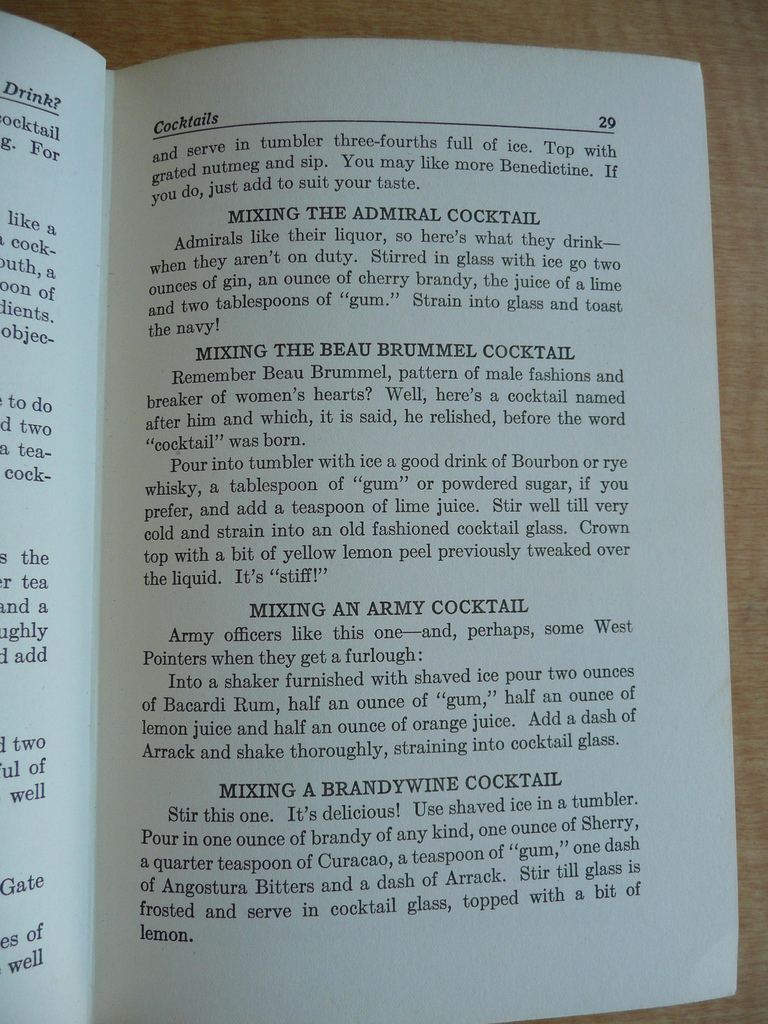 Drink?
cocktail
g. For
like a
cock-
outh, a
oon of
dients.
objec-
to do
d two
a tea-
cock-
s the
er tea
and a
ughly
d add
d two
ful of
well
Gate
es of
well
Cocktails 29
and serve in tumbler three-fourths full of ice. Top with
grated nutmeg and sip. You may like more Benedictine. If
you do, just add to suit your taste.
MIXING THE ADMIRAL COCKTAIL
Admirals like their liquor, so here's what they drink—
when they aren't on duty. Stirred in glass with ice go two
ounces of gin, an ounce of cherry brandy, the juice of a lime
and two tablespoons of "gum." Strain into glass and toast
the navy!
MIXING THE BEAU BRUMMEL COCKTAIL
Remember Beau Brummel, pattern of male fashions and
breaker of women's hearts? Well, here's a cocktail named
after him and which, it is said, he relished, before the word
"cocktail" was born.
Pour into tumbler with ice a good drink of Bourbon or rye
whisky, a tablespoon of "gum" or powdered sugar, if you
prefer, and add a teaspoon of lime juice. Stir well till very
cold and strain into an old fashioned cocktail glass. Crown
top with a bit of yellow lemon peel previously tweaked over
the liquid. It's "stiff!"
MIXING AN ARMY COCKTAIL
Army officers like this one—and, perhaps, some West
Pointers when they get a furlough:
Into a shaker furnished with shaved ice pour two ounces
of Bacardi Rum, half an ounce of "gum," half an ounce of
lemon juice and half an ounce of orange juice. Add a dash of
Arrack and shake thoroughly, straining into cocktail glass.
MIXING A BRANDYWINE COCKTAIL
Stir this one. It's delicious! Use shaved ice in a tumbler.
Pour in one ounce of brandy of any kind, one ounce of Sherry,
a quarter teaspoon of Curacao, a teaspoon of "gum," one dash
of Angostura Bitters and a dash of Arrack. Stir till glass is
frosted and serve in cocktail glass, topped with a bit of
lemon.